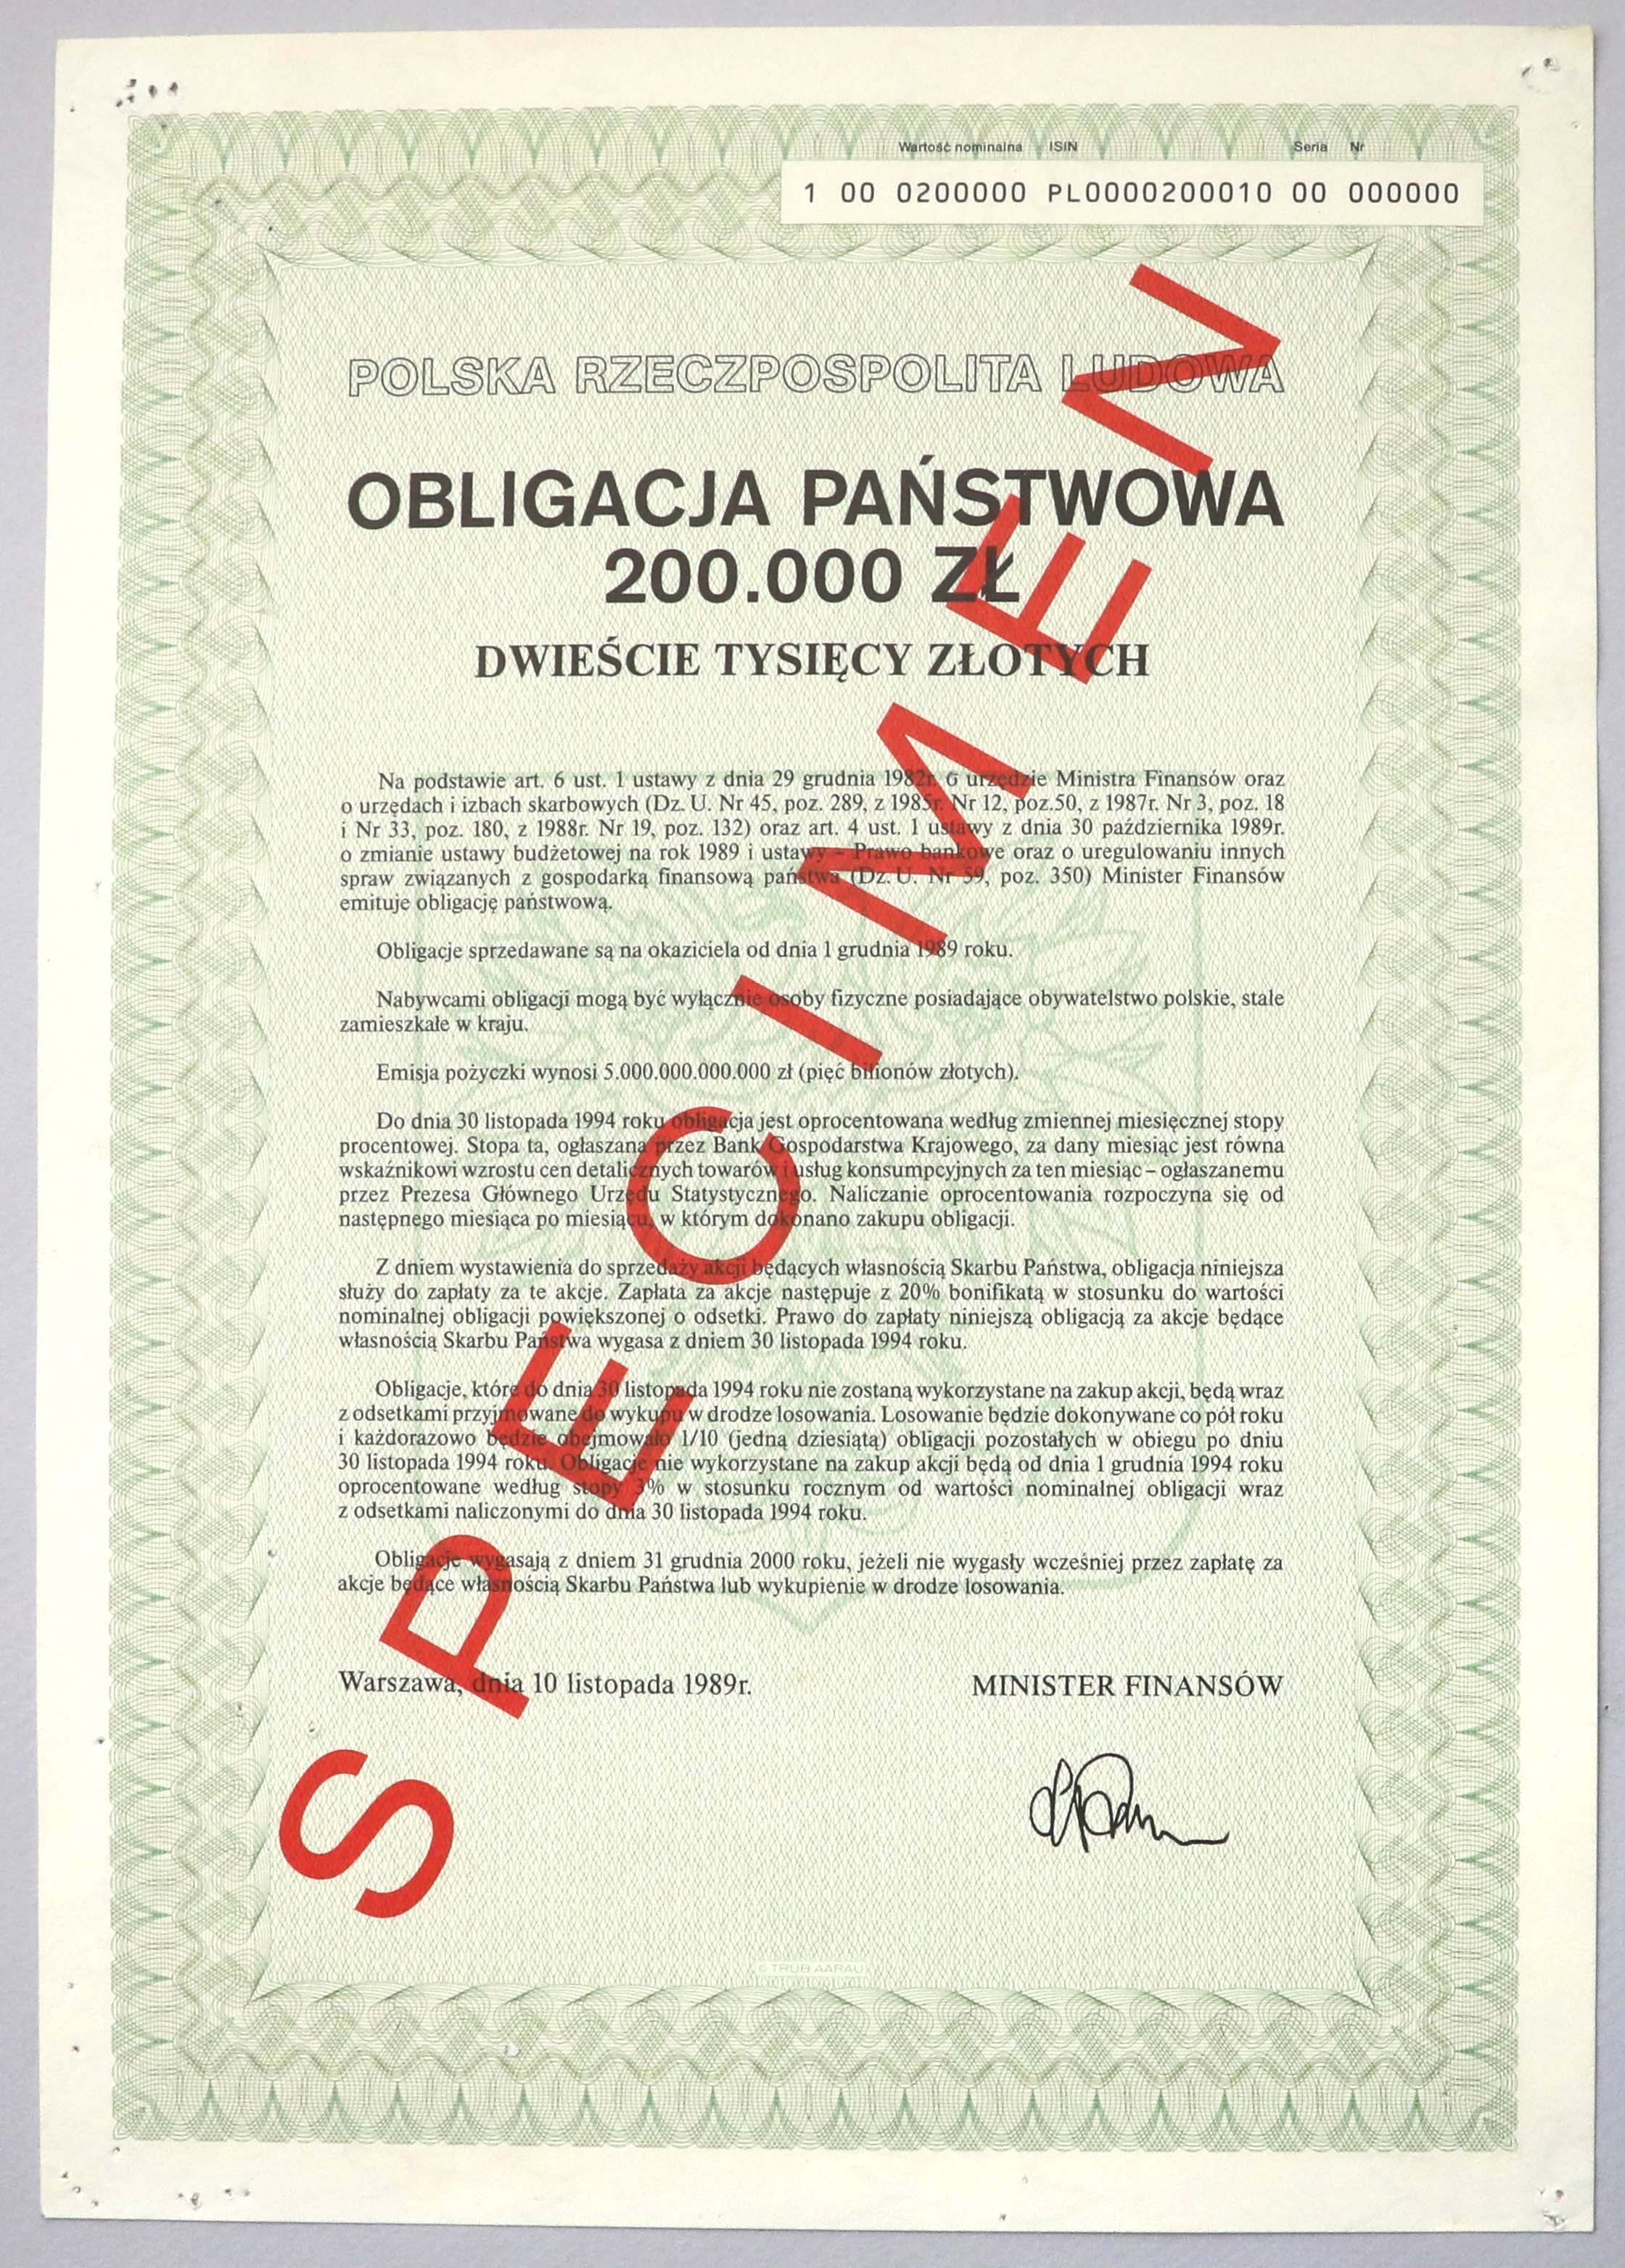 Wartość nominalna ISIN Seria Nr
1 00 0200000 PL0000200010 00 000000
POLSKA RZECZPOSPOLITA LUDOWA
OBLIGACJA PAŃSTWOWA
200.000 ZŁ
DWIEŚCIE TYSIĘCY ZŁOTYCH
Na podstawie art. 6 ust. 1 ustawy z dnia 29 grudnia 1982r. 6 urzędzie Ministra Finansów oraz
o urzędach i izbach skarbowych (Dz. U. Nr 45, poz. 289, z 1985r. Nr 12, poz.50, z 1987r. Nr 3, poz. 18
i Nr 33, poz. 180, z 1988r. Nr 19, poz. 132) oraz art. 4 ust. 1 ustawy z dnia 30 października 1989r.
o zmianie ustawy budżetowej na rok 1989 i ustawy – Prawo bankowe oraz o uregulowaniu innych
spraw związanych z gospodarką finansową państwa (Dz. U. Nr 59, poz. 350) Minister Finansów
emituje obligację państwową.
Obligacje sprzedawane są na okaziciela od dnia 1 grudnia 1989 roku.
Nabywcami obligacji mogą być wyłącznie osoby fizyczne posiadające obywatelstwo polskie, stale
zamieszkałe w kraju.
Emisja pożyczki wynosi 5.000.000.000.000 zł (pięć bilionów złotych).
Do dnia 30 listopada 1994 roku obligacja jest oprocentowana według zmiennej miesięcznej stopy
procentowej. Stopa ta, ogłaszana przez Bank Gospodarstwa Krajowego, za dany miesiąc jest równa
wskaźnikowi wzrostu cen detalicznych towarów i usług konsumpcyjnych za ten miesiąc – ogłaszanemu
przez Prezesa Głównego Urzędu Statystycznego. Naliczanie oprocentowania rozpoczyna się od
następnego miesiąca po miesiącu, w którym dokonano zakupu obligacji.
Z dniem wystawienia do sprzedaży akcji będących własnością Skarbu Państwa, obligacja niniejsza
służy do zapłaty za te akcje. Zapłata za akcje następuje z 20% bonifikatą w stosunku do wartości
nominalnej obligacji powiększonej o odsetki. Prawo do zapłaty niniejszą obligacją za akcje będące
własnością Skarbu Państwa wygasa z dniem 30 listopada 1994 roku.
Obligacje, które do dnia 30 listopada 1994 roku nie zostaną wykorzystane na zakup akcji, będą wraz
z odsetkami przyjmowane do wykupu w drodze losowania. Losowanie będzie dokonywane co pół roku
i każdorazowo będzie obejmowało 1/10 (jedną dziesiątą) obligacji pozostałych w obiegu po dniu
30 listopada 1994 roku. Obligacje nie wykorzystane na zakup akcji będą od dnia 1 grudnia 1994 roku
oprocentowane według stopy 3% w stosunku rocznym od wartości nominalnej obligacji wraz
z odsetkami naliczonymi do dnia 30 listopada 1994 roku.
Obligacje wygasają z dniem 31 grudnia 2000 roku, jeżeli nie wygasły wcześniej przez zapłatę za
akcje będące własnością Skarbu Państwa lub wykupienie w drodze losowania.
Warszawa, dnia 10 listopada 1989r. MINISTER FINANSÓW
© TRÜB AARAU
SPECIMEN